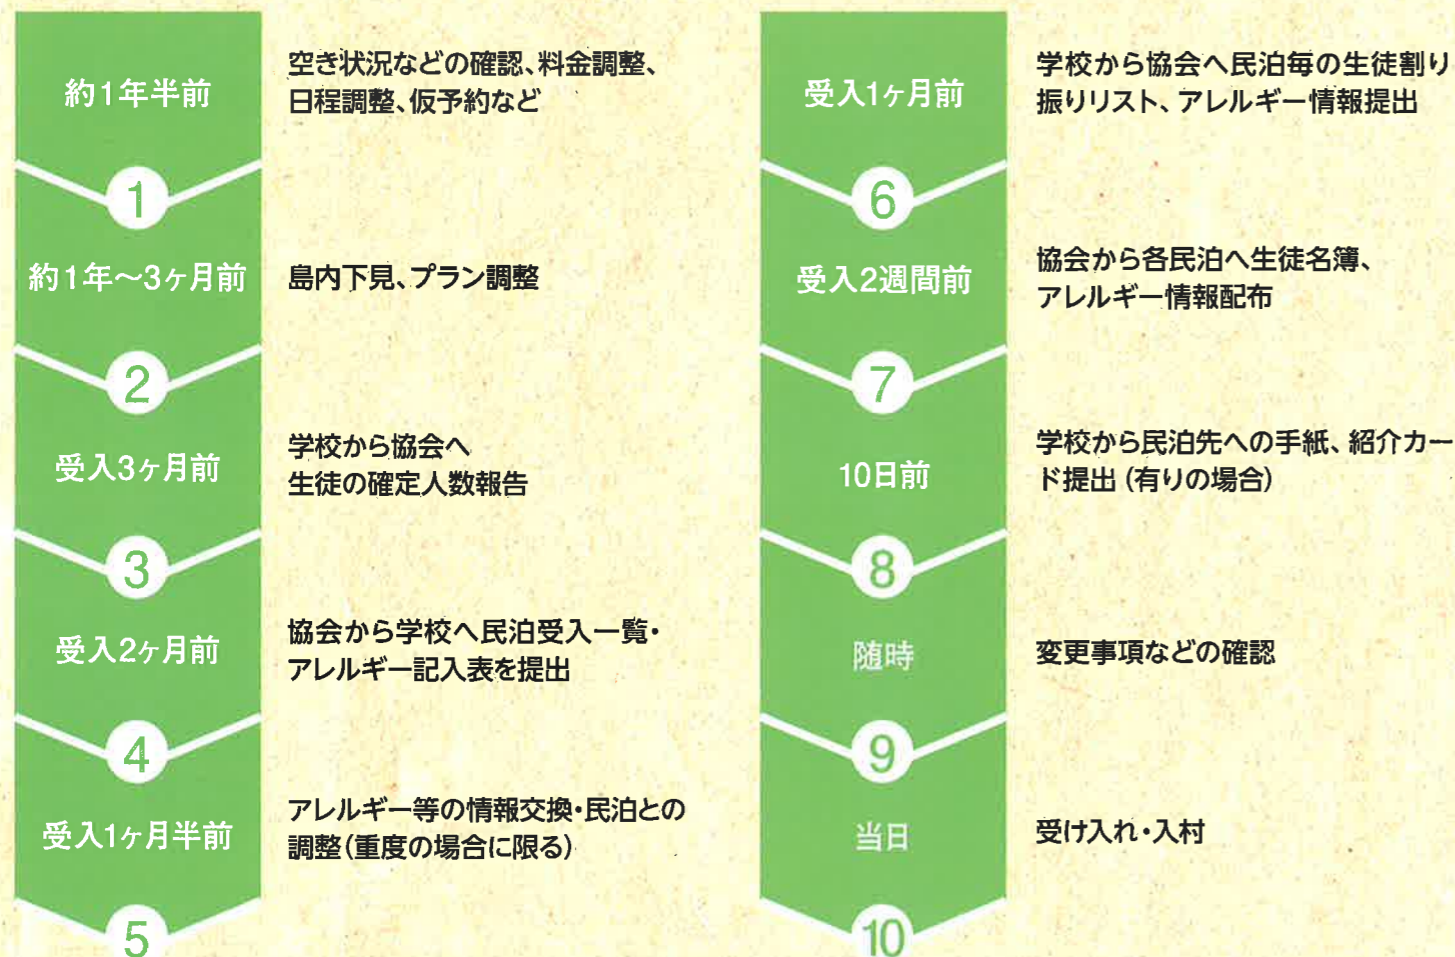 約1年半前
空き状況などの確認、料金調整、
日程調整、仮予約など
1
約1年～3ヶ月前
島内下見、プラン調整
2
受入3ヶ月前
学校から協会へ
生徒の確定人数報告
3
受入2ヶ月前
協会から学校へ民泊受入一覧・
アレルギー記入表を提出
4
受入1ヶ月半前
アレルギー等の情報交換・民泊との
調整(重度の場合に限る)
5
受入1ヶ月前
学校から協会へ民泊毎の生徒割り
振りリスト、アレルギー情報提出
6
受入2週間前
協会から各民泊へ生徒名簿、
アレルギー情報配布
7
10日前
学校から民泊先への手紙、紹介カー
ド提出 (有りの場合)
8
随時
変更事項などの確認
9
当日
受け入れ・入村
10